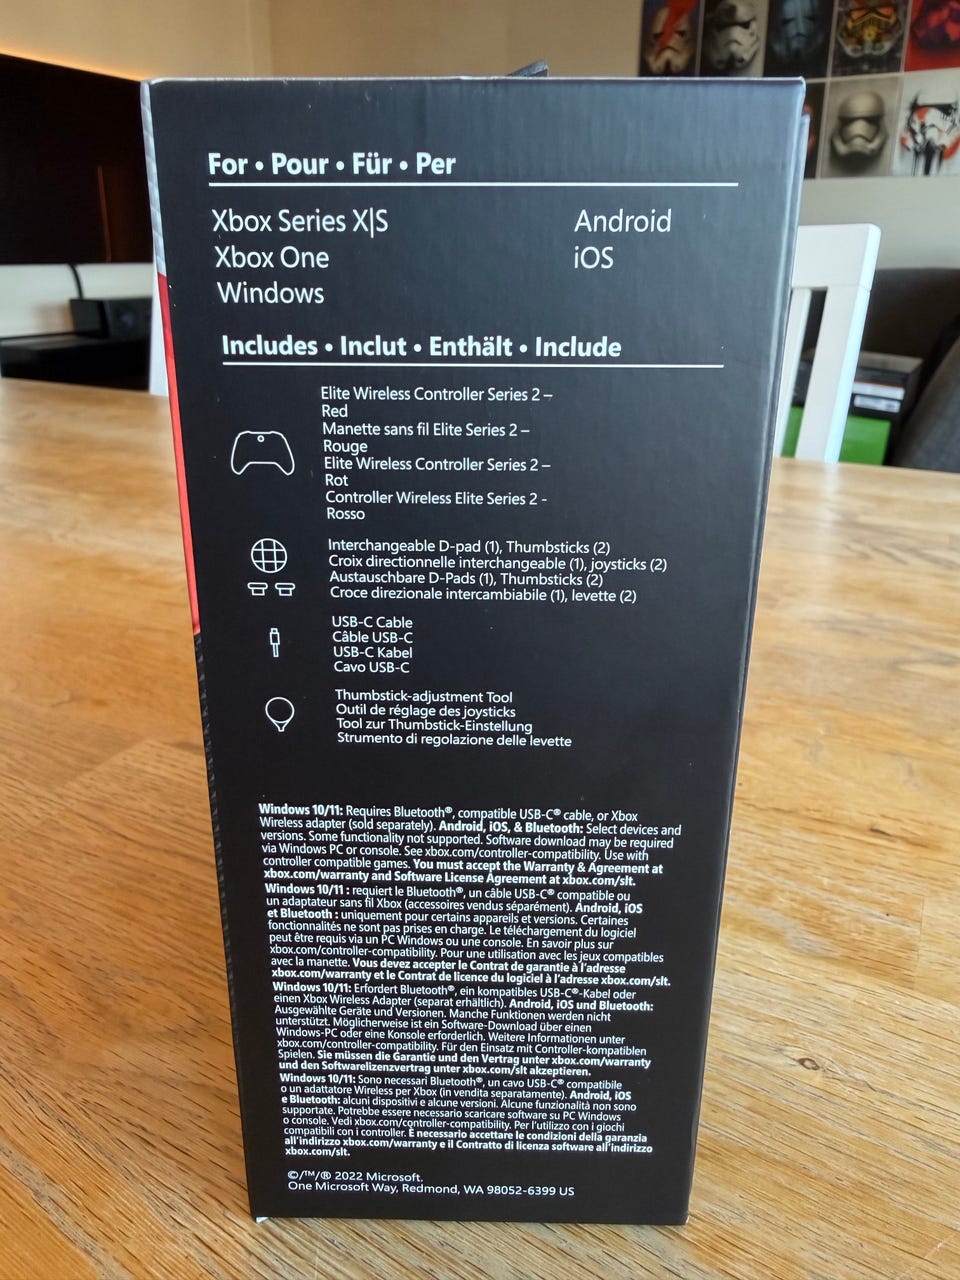 For • Pour • Für • Per
Xbox Series X|S
Xbox One
Windows
Android
iOS
Includes • Inclut • Enthält • Include
Elite Wireless Controller Series 2 –
Red
Manette sans fil Elite Series 2 –
Rouge
Elite Wireless Controller Series 2 –
Rot
Controller Wireless Elite Series 2 -
Rosso
Interchangeable D-pad (1), Thumbsticks (2)
Croix directionnelle interchangeable (1), joysticks (2)
Austauschbare D-Pads (1), Thumbsticks (2)
Croce direzionale intercambiabile (1), levette (2)
USB-C Cable
Câble USB-C
USB-C Kabel
Cavo USB-C
Thumbstick-adjustment Tool
Outil de réglage des joysticks
Tool zur Thumbstick-Einstellung
Strumento di regolazione delle levette
Windows 10/11: Requires Bluetooth®, compatible USB-C® cable, or Xbox
Wireless adapter (sold separately). Android, iOS, & Bluetooth: Select devices and
versions. Some functionality not supported. Software download may be required
via Windows PC or console. See xbox.com/controller-compatibility. Use with
controller compatible games. You must accept the Warranty & Agreement at
xbox.com/warranty and Software License Agreement at xbox.com/slt.
Windows 10/11 : requiert le Bluetooth®, un câble USB-C® compatible ou
un adaptateur sans fil Xbox (accessoires vendus séparément). Android, iOS
et Bluetooth : uniquement pour certains appareils et versions. Certaines
fonctionnalités ne sont pas prises en charge. Le téléchargement du logiciel
peut être requis via un PC Windows ou une console. En savoir plus sur
xbox.com/controller-compatibility. Pour une utilisation avec les jeux compatibles
avec la manette. Vous devez accepter le Contrat de garantie à l'adresse
xbox.com/warranty et le Contrat de licence du logiciel à l'adresse xbox.com/slt.
Windows 10/11: Erfordert Bluetooth®, ein kompatibles USB-C®-Kabel oder
einen Xbox Wireless Adapter (separat erhältlich). Android, iOS und Bluetooth:
Ausgewählte Geräte und Versionen. Manche Funktionen werden nicht
unterstützt. Möglicherweise ist ein Software-Download über einen
Windows-PC oder eine Konsole erforderlich. Weitere Informationen unter
xbox.com/controller-compatibility. Für den Einsatz mit Controller-kompatiblen
Spielen. Sie müssen die Garantie und den Vertrag unter xbox.com/warranty
und den Softwarelizenzvertrag unter xbox.com/slt akzeptieren.
Windows 10/11: Sono necessari Bluetooth®, un cavo USB-C® compatibile
o un adattatore Wireless per Xbox (in vendita separatamente). Android, iOS
e Bluetooth: alcuni dispositivi e alcune versioni. Alcune funzionalità non sono
supportate. Potrebbe essere necessario scaricare software su PC Windows
o console. Vedi xbox.com/controller-compatibility. Per l'utilizzo con i giochi
compatibili con i controller. È necessario accettare le condizioni della garanzia
all'indirizzo xbox.com/warranty e il Contratto di licenza software all'indirizzo
xbox.com/slt.
©/™/® 2022 Microsoft.
One Microsoft Way, Redmond, WA 98052-6399 US